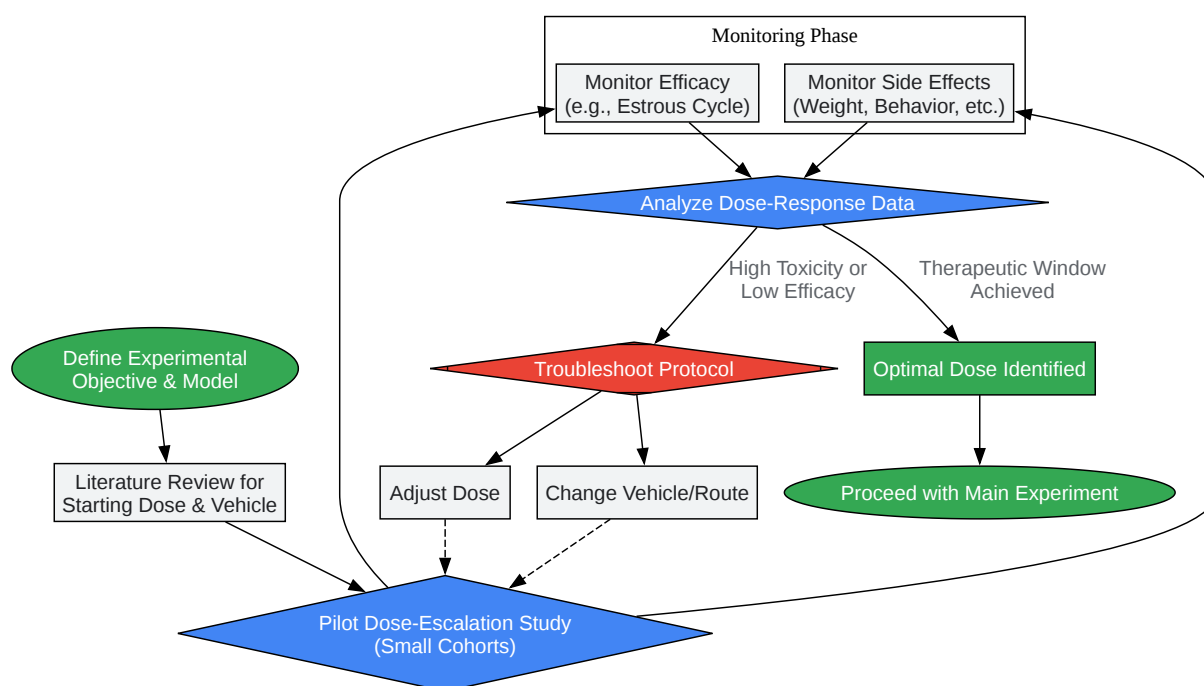 Monitoring Phase
Monitor Efficacy
(e.g., Estrous Cycle)
Monitor Side Effects
(Weight, Behavior, etc.)
Analyze Dose-Response Data
High Toxicity or
Low Efficacy
Therapeutic Window
Achieved
Define Experimental
Objective & Model
Troubleshoot Protocol
Optimal Dose Identified
Literature Review for
Starting Dose & Vehicle
Adjust Dose
Change Vehicle/Route
Proceed with Main Experiment
Pilot Dose-Escalation Study
(Small Cohorts)